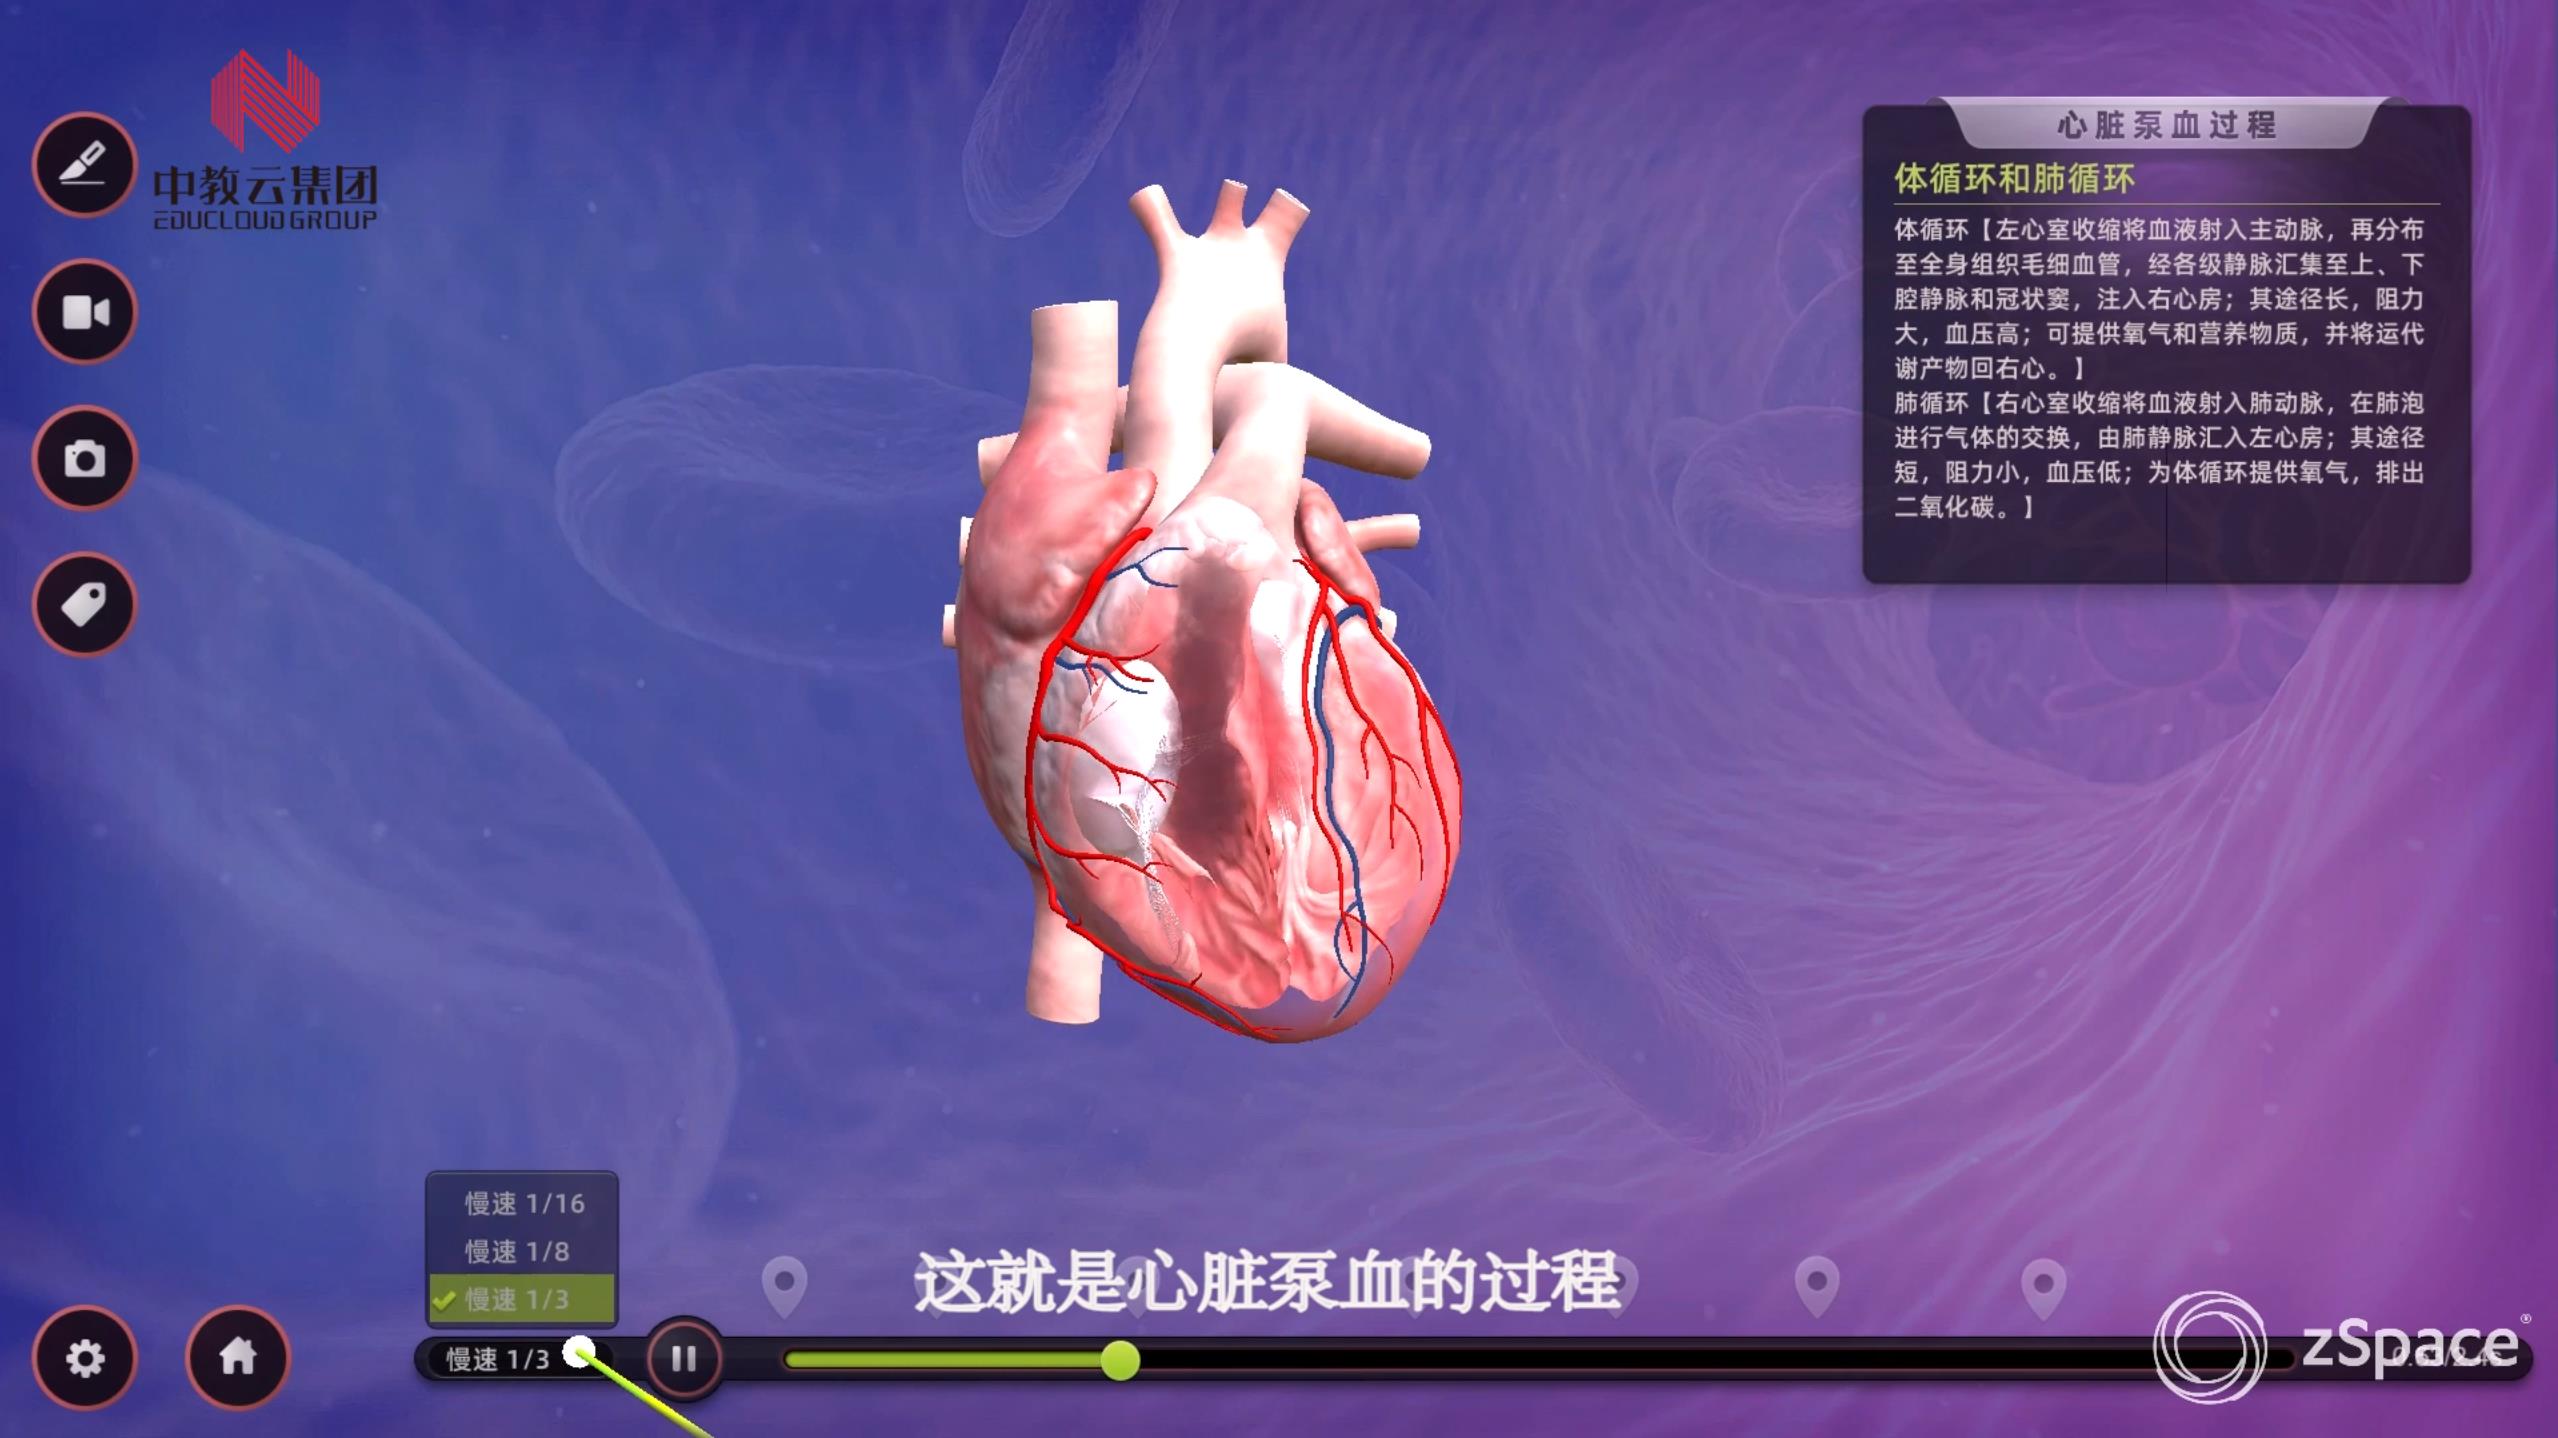 中教云集团
EDUCLOUD GROUP
心脏泵血过程
体循环和肺循环
体循环【左心室收缩将血液射入主动脉，再分布
至全身组织毛细血管，经各级静脉汇集至上、下
腔静脉和冠状窦，注入右心房；其途径长，阻力
大，血压高；可提供氧气和营养物质，并将运代
谢产物回右心。】
肺循环【右心室收缩将血液射入肺动脉，在肺泡
进行气体的交换，由肺静脉汇入左心房；其途径
短，阻力小，血压低；为体循环提供氧气，排出
二氧化碳。】
慢速 1/16
慢速 1/8
慢速 1/3
这就是心脏泵血的过程
慢速 1/3
zSpace®